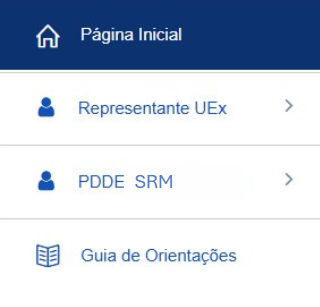 Página Inicial
Representante UEx
PDDE SRM
Guia de Orientações